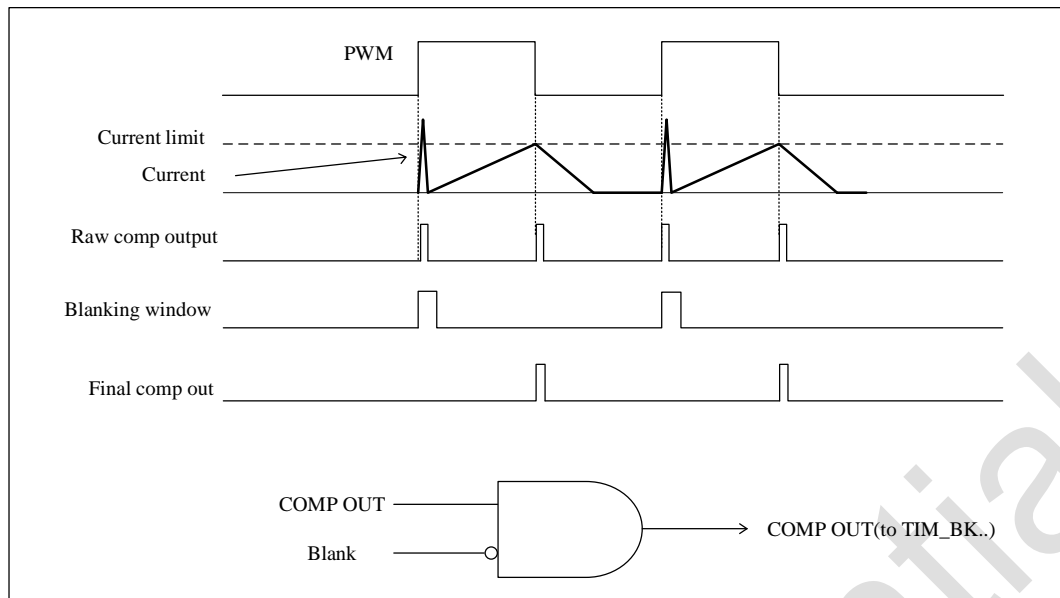 PWM
Current limit
Current
Raw comp output
Blanking window
Final comp out
COMP OUT
COMP OUT(to TIM_BK..)
Blank